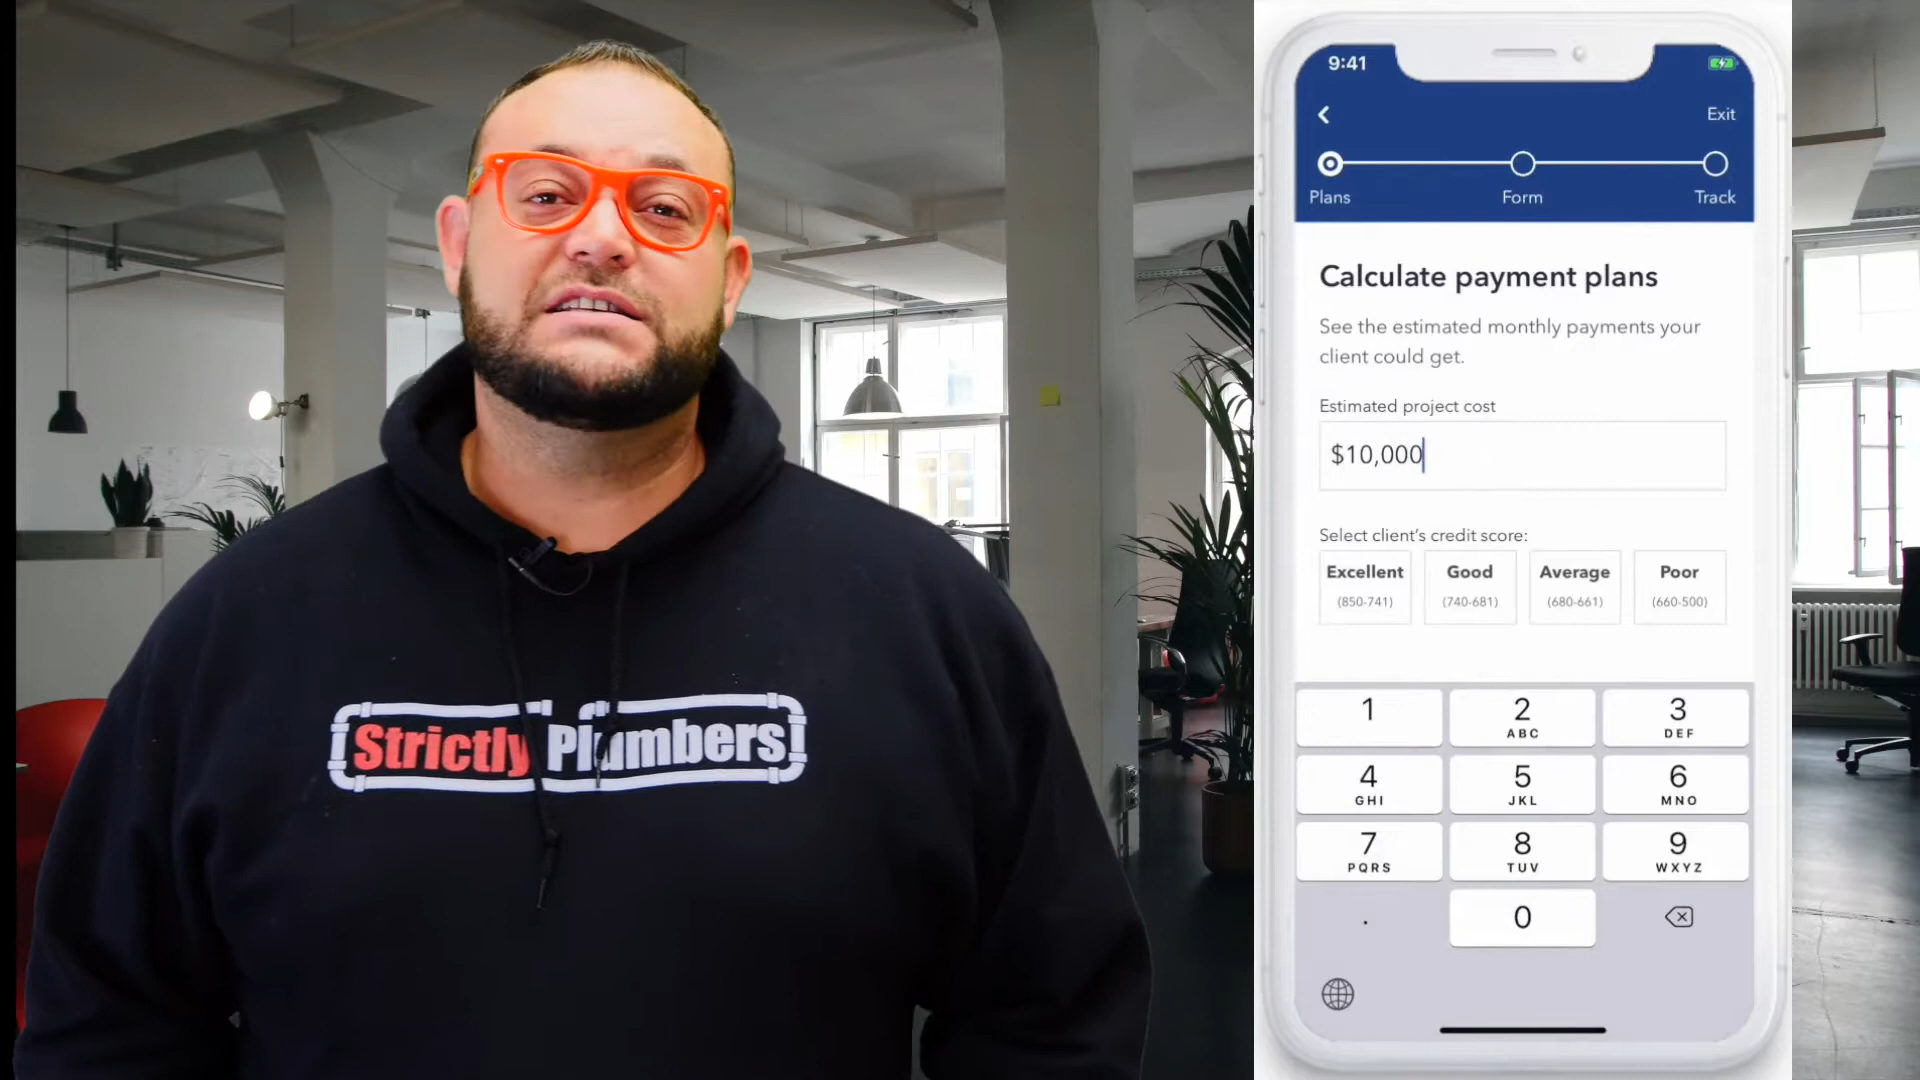 Strictly Plumbers
9:41
Exit
Plans Form Track
Calculate payment plans
See the estimated monthly payments your
client could get.
Estimated project cost
$10,000
Select client's credit score:
Excellent Good Average Poor
(850-741) (740-681) (680-661) (660-500)
1 2 3
ABC DEF
4 5 6
GHI JKL MNO
7 8 9
PQRS TUV WXYZ
. 0